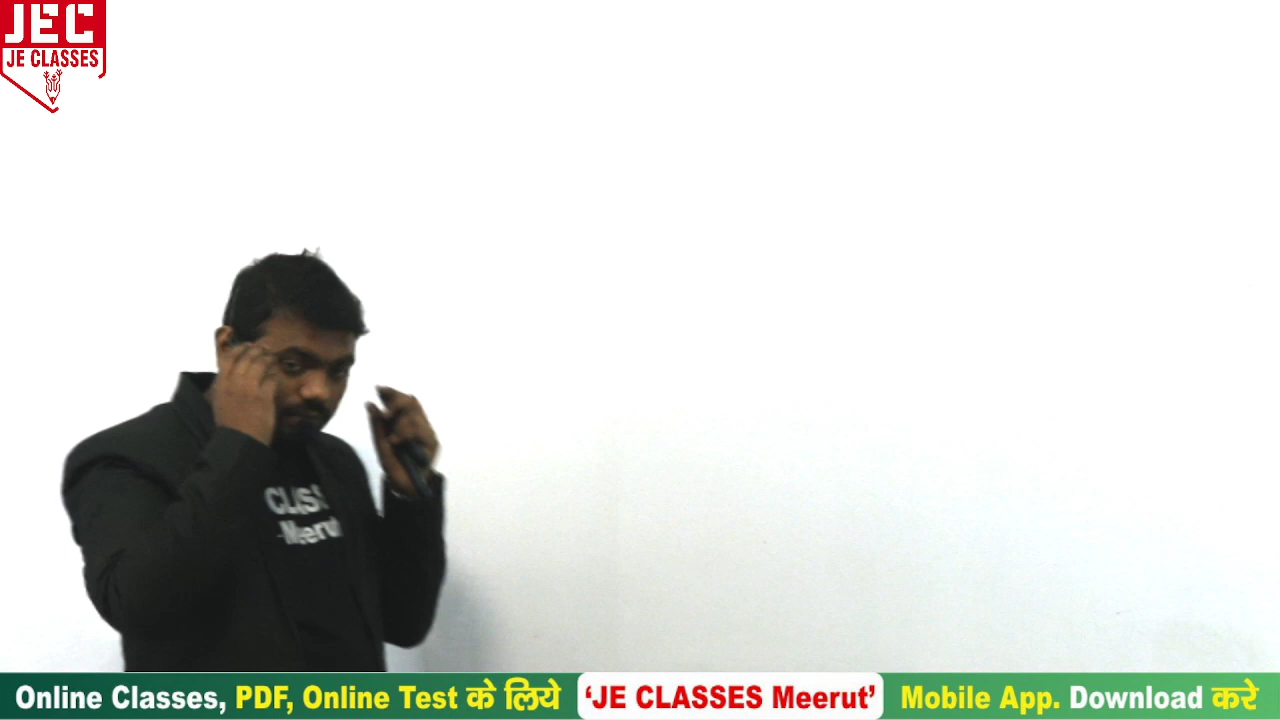 JEC
JE CLASSES
CLASS
Meerut
Online Classes, PDF, Online Test के लिये ‘JE CLASSES Meerut’ Mobile App. Download करे